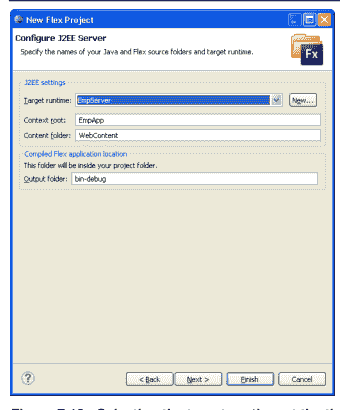 New Flex Project
Configure J2EE Server
Specify the names of your Java and Flex source folders and target runtime.
Fx
J2EE settings
Target runtime: EmpServer New...
Context root: EmpApp
Content folder: WebContent
Compiled Flex application location
This folder will be inside your project folder.
Output folder: bin-debug
? < Back Next > Finish Cancel